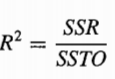 R² = SSR / SSTO